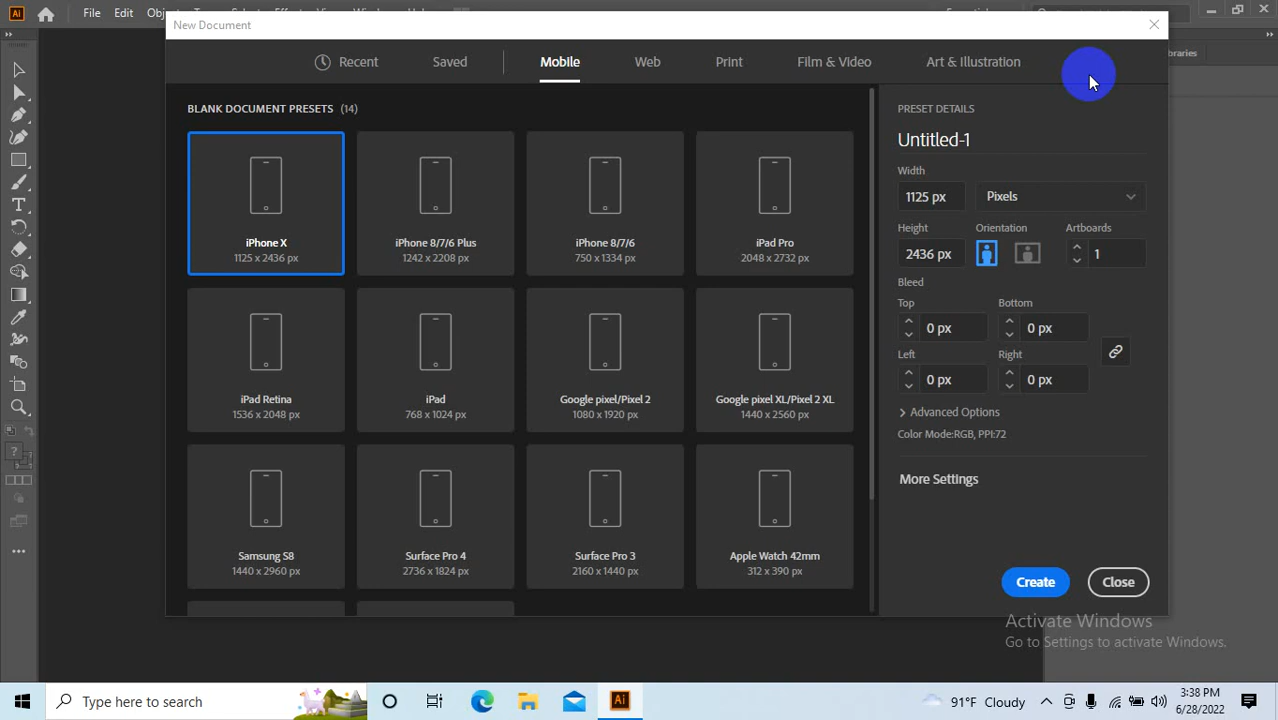 Ai
File
Edit
New Document
Recent
Saved
Mobile
Web
Print
Film & Video
Art & Illustration
BLANK DOCUMENT PRESETS (14)
iPhone X
1125 x 2436 px
iPhone 8/7/6 Plus
1242 x 2208 px
iPhone 8/7/6
750 x 1334 px
iPad Pro
2048 x 2732 px
iPad Retina
1536 x 2048 px
iPad
768 x 1024 px
Google pixel/Pixel 2
1080 x 1920 px
Google pixel XL/Pixel 2 XL
1440 x 2560 px
Samsung S8
1440 x 2960 px
Surface Pro 4
2736 x 1824 px
Surface Pro 3
2160 x 1440 px
Apple Watch 42mm
312 x 390 px
PRESET DETAILS
Untitled-1
Width
1125 px
Pixels
Height
Orientation
Artboards
2436 px
1
Bleed
Top
Bottom
0 px
0 px
Left
Right
0 px
0 px
Advanced Options
Color Mode:RGB, PPI:72
More Settings
Create
Close
Activate Windows
Go to Settings to activate Windows.
Type here to search
Ai
91°F Cloudy
3:38 PM
6/28/2022